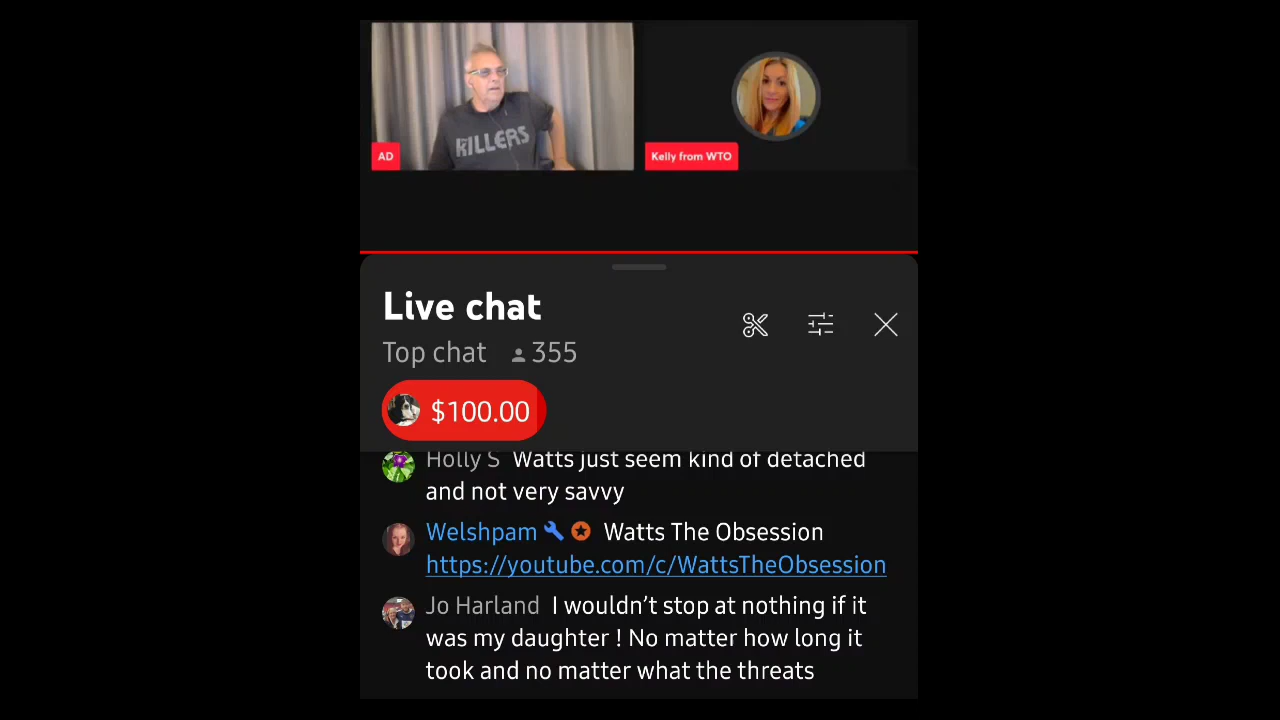 THE
KILLERS
AD
Kelly from WTO
Live chat
Top chat 355
$100.00
Holly S Watts just seem kind of detached
and not very savvy
Welshpam Watts The Obsession
https://youtube.com/c/WattsTheObsession
Jo Harland I wouldn't stop at nothing if it
was my daughter ! No matter how long it
took and no matter what the threats